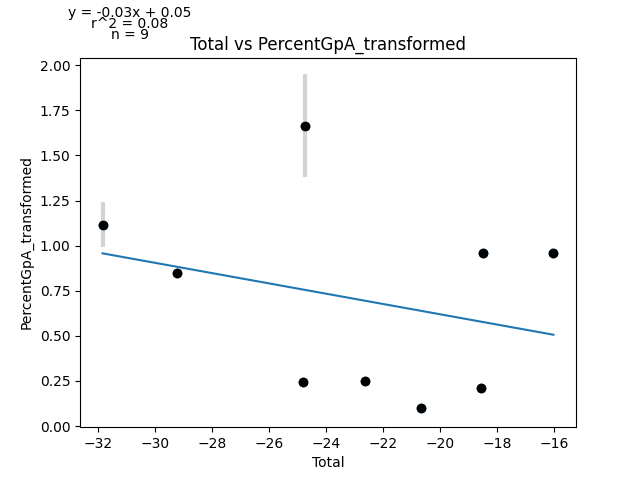 y = -0.03x + 0.05
r^2 = 0.08
n = 9
Total vs PercentGpA_transformed
2.00
1.75
1.50
1.25
1.00
0.75
0.50
0.25
0.00
PercentGpA_transformed
−32 −30 −28 −26 −24 −22 −20 −18 −16
Total